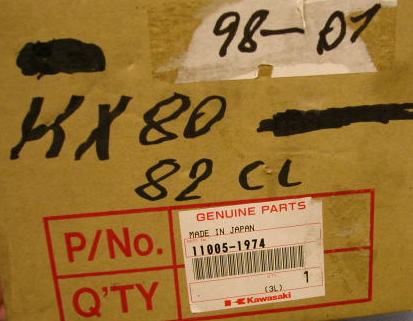 98-01
KX80
82 CL
P/No.
Q'TY
GENUINE PARTS
MADE IN JAPAN
11005-1974
1
(3L)
Kawasaki